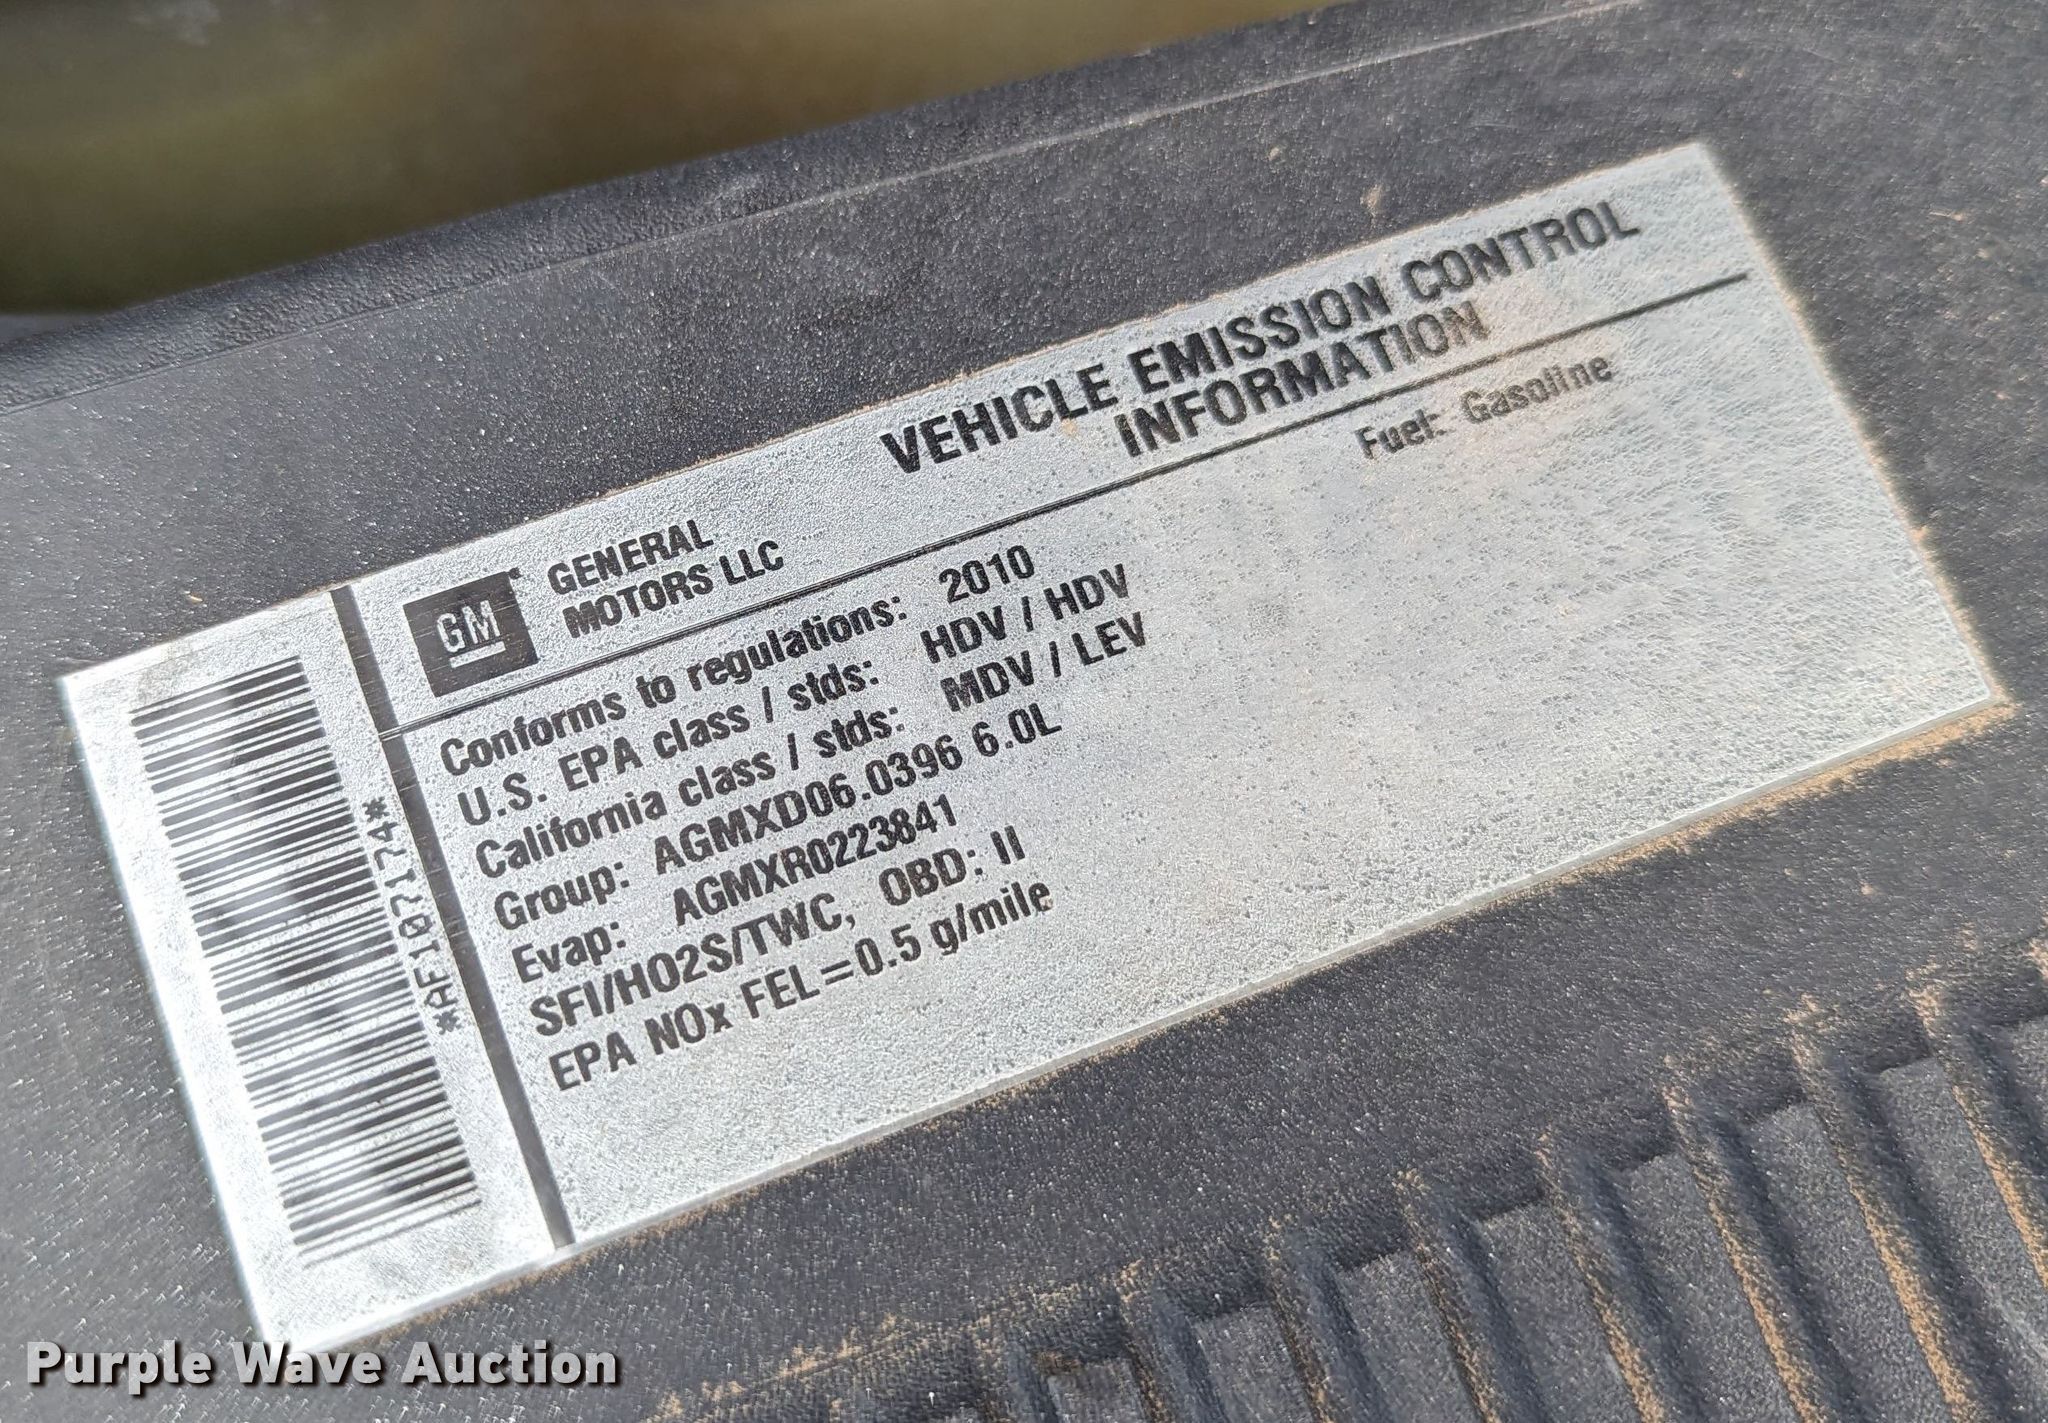 GM
GENERAL
MOTORS LLC
VEHICLE EMISSION CONTROL
INFORMATION
Fuel: Gasoline
Conforms to regulations: 2010
U.S. EPA class / stds: HDV / HDV
California class / stds: MDV / LEV
Group: AGMXD06.0396 6.0L
Evap: AGMXR0223841
SFI/HO2S/TWC, OBD: II
EPA NOx FEL=0.5 g/mile
*AF107174*
Purple Wave Auction